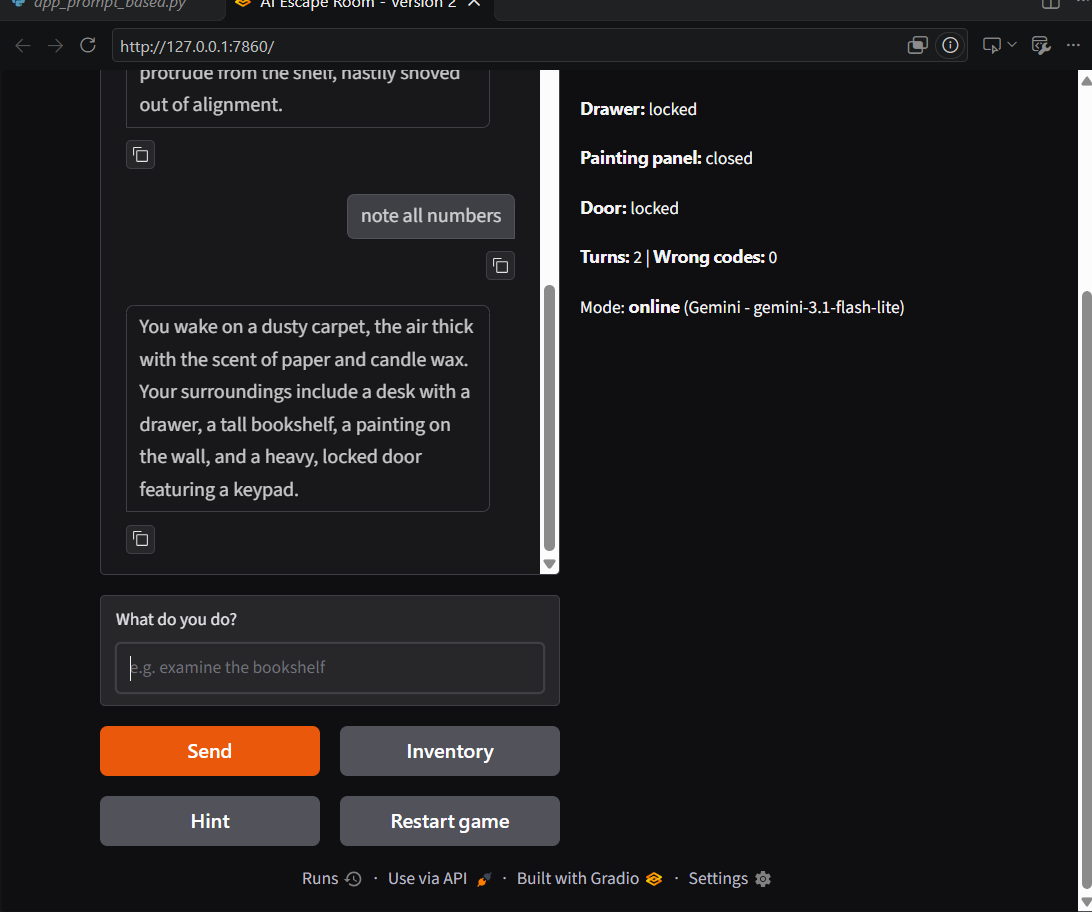 app_prompt_based.py
AI Escape Room - Version 2
http://127.0.0.1:7860/
protrude from the shelf, hastily shoved
out of alignment.
note all numbers
You wake on a dusty carpet, the air thick
with the scent of paper and candle wax.
Your surroundings include a desk with a
drawer, a tall bookshelf, a painting on
the wall, and a heavy, locked door
featuring a keypad.
What do you do?
e.g. examine the bookshelf
Send
Inventory
Hint
Restart game
Drawer: locked
Painting panel: closed
Door: locked
Turns: 2 | Wrong codes: 0
Mode: online (Gemini - gemini-3.1-flash-lite)
Runs · Use via API · Built with Gradio · Settings